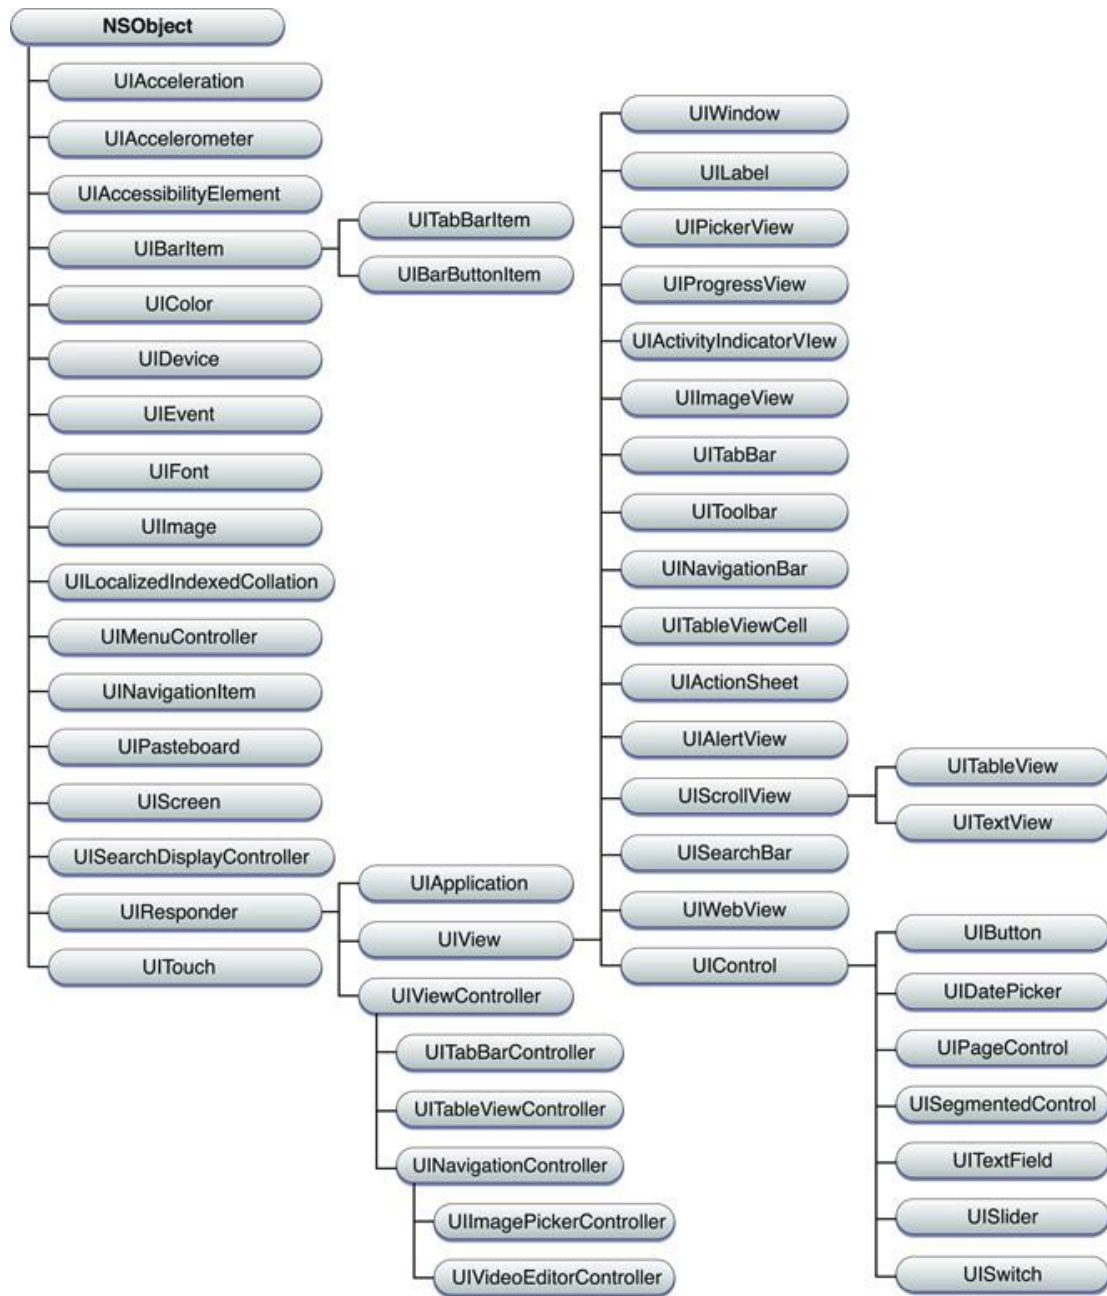 NSObject
UIAcceleration
UIAccelerometer
UIAccessibilityElement
UIBarItem
UITabBarItem
UIBarButtonItem
UIColor
UIDevice
UIEvent
UIFont
UIImage
UILocalizedIndexedCollation
UIMenuController
UINavigationItem
UIPasteboard
UIScreen
UISearchDisplayController
UIResponder
UITouch
UIApplication
UIView
UIViewController
UITabBarController
UITableViewController
UINavigationController
UIImagePickerController
UIVideoEditorController
UIWindow
UILabel
UIPickerView
UIProgressView
UIActivityIndicatorVIew
UIImageView
UITabBar
UIToolbar
UINavigationBar
UITableViewCell
UIActionSheet
UIAlertView
UIScrollView
UISearchBar
UIWebView
UIControl
UITableView
UITextView
UIButton
UIDatePicker
UIPageControl
UISegmentedControl
UITextField
UISlider
UISwitch